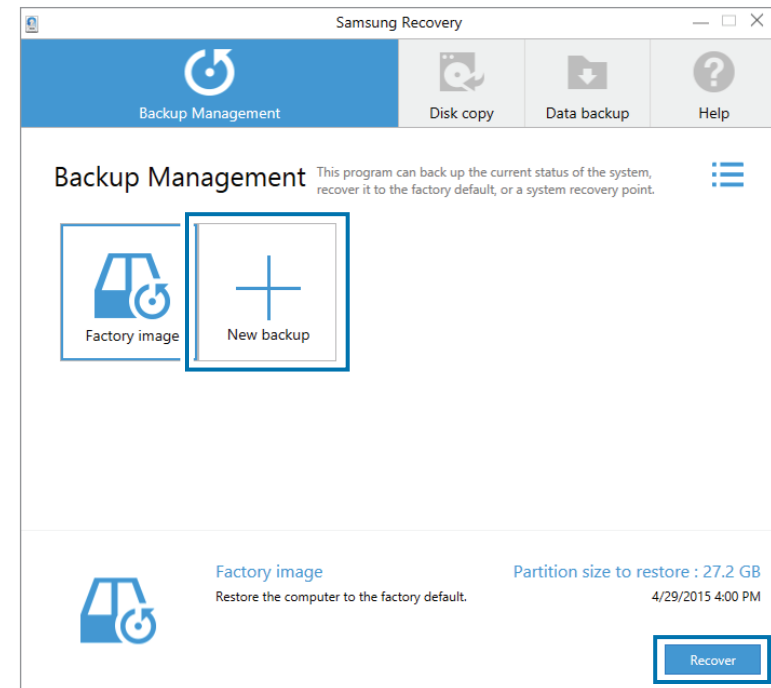 Samsung Recovery
Backup Management
Disk copy
Data backup
Help
Backup Management
This program can back up the current status of the system,
recover it to the factory default, or a system recovery point.
Factory image
New backup
Factory image
Restore the computer to the factory default.
Partition size to restore : 27.2 GB
4/29/2015 4:00 PM
Recover